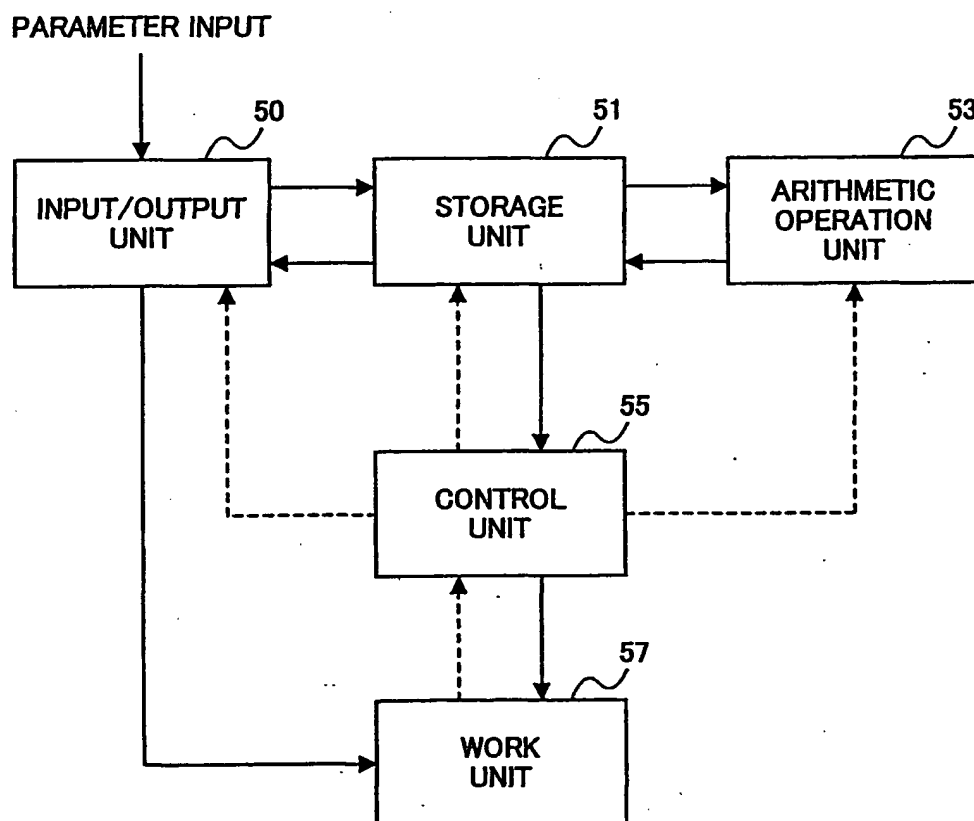 PARAMETER INPUT
50
51
53
INPUT/OUTPUT
UNIT
STORAGE
UNIT
ARITHMETIC
OPERATION
UNIT
55
CONTROL
UNIT
57
WORK
UNIT